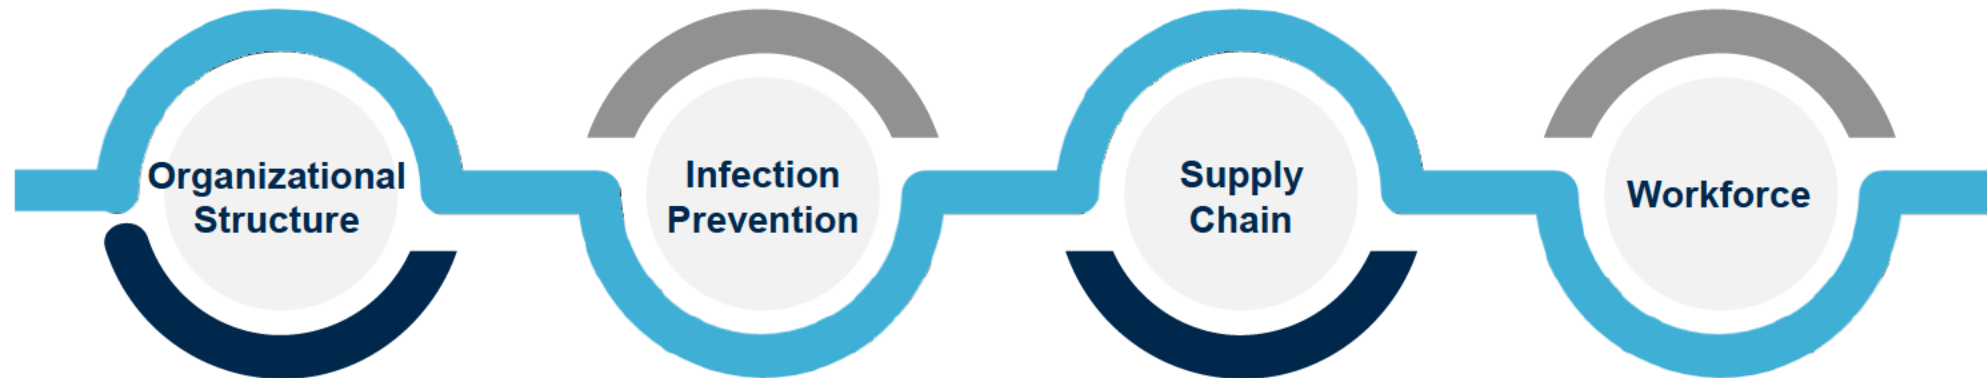 Organizational
Structure
Infection
Prevention
Supply
Chain
Workforce